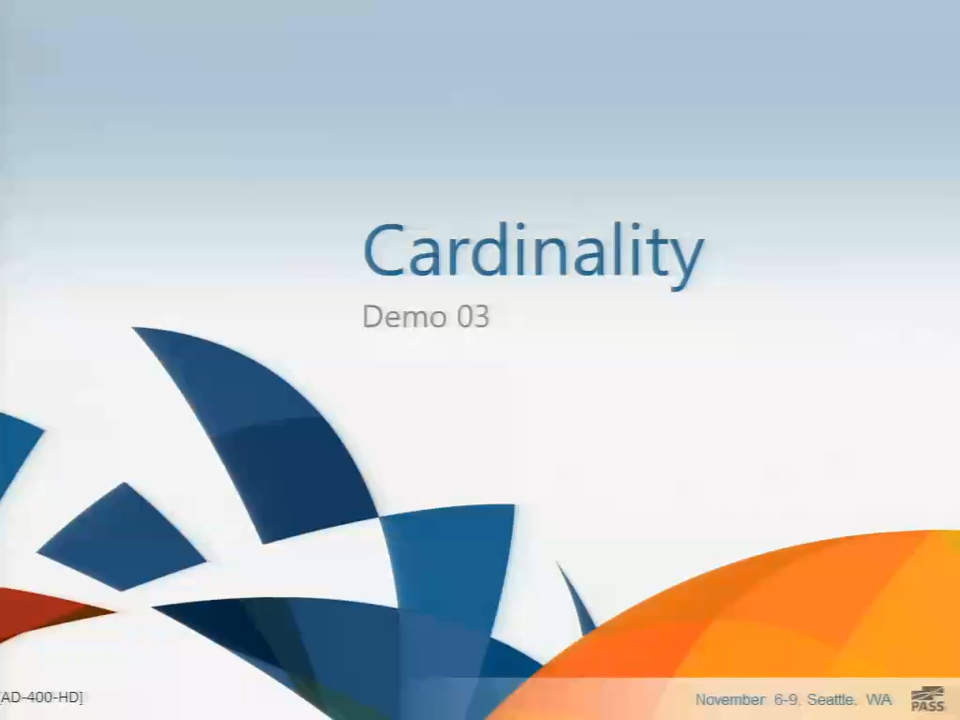 Cardinality
Demo 03
[AD-400-HD]
November 6-9, Seattle, WA
PASS